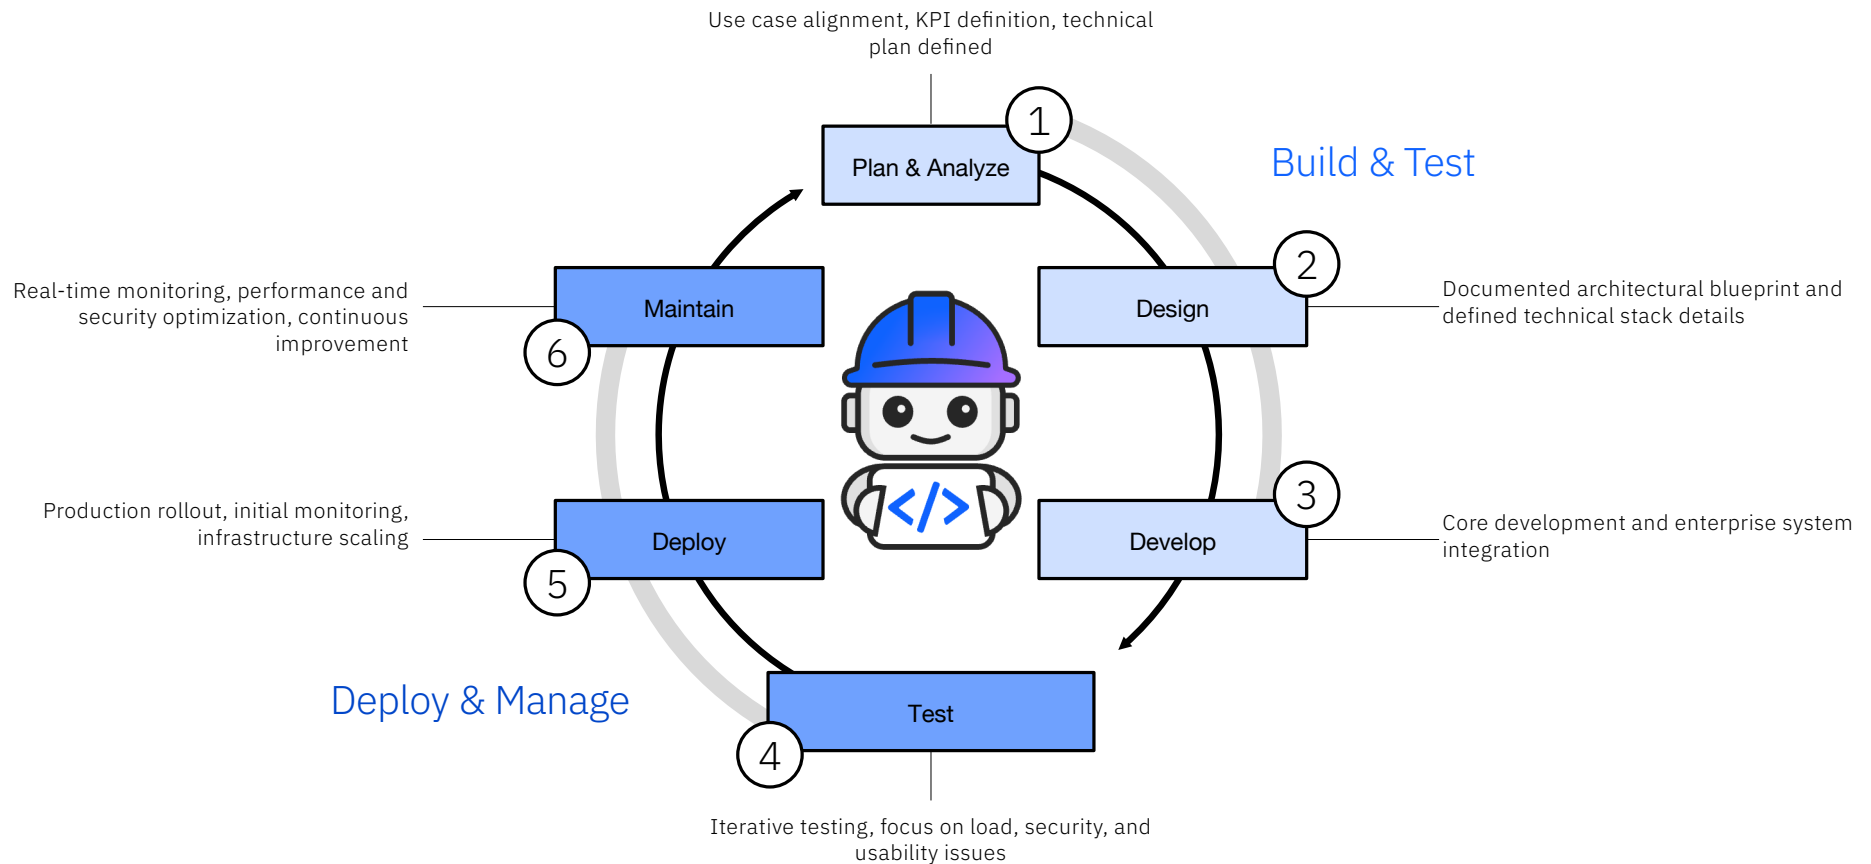 Use case alignment, KPI definition, technical
plan defined
1
Plan & Analyze
Build & Test
2
Design
Documented architectural blueprint and
defined technical stack details
3
Develop
Core development and enterprise system
integration
4
Test
Iterative testing, focus on load, security, and
usability issues
Deploy & Manage
5
Deploy
Production rollout, initial monitoring,
infrastructure scaling
6
Maintain
Real-time monitoring, performance and
security optimization, continuous
improvement
</>